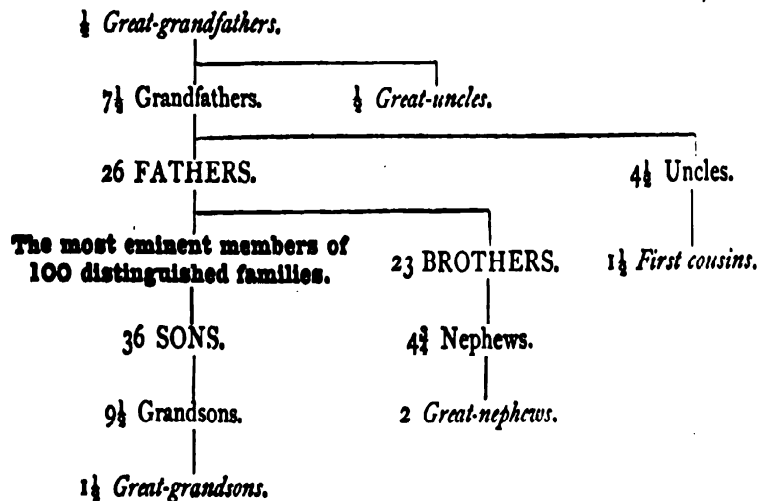 ½ Great-grandfathers.
7½ Grandfathers. ½ Great-uncles.
26 FATHERS. 4½ Uncles.
The most eminent members of
100 distinguished families.
23 BROTHERS. 1½ First cousins.
36 SONS. 4¾ Nephews.
9½ Grandsons. 2 Great-nephews.
1½ Great-grandsons.